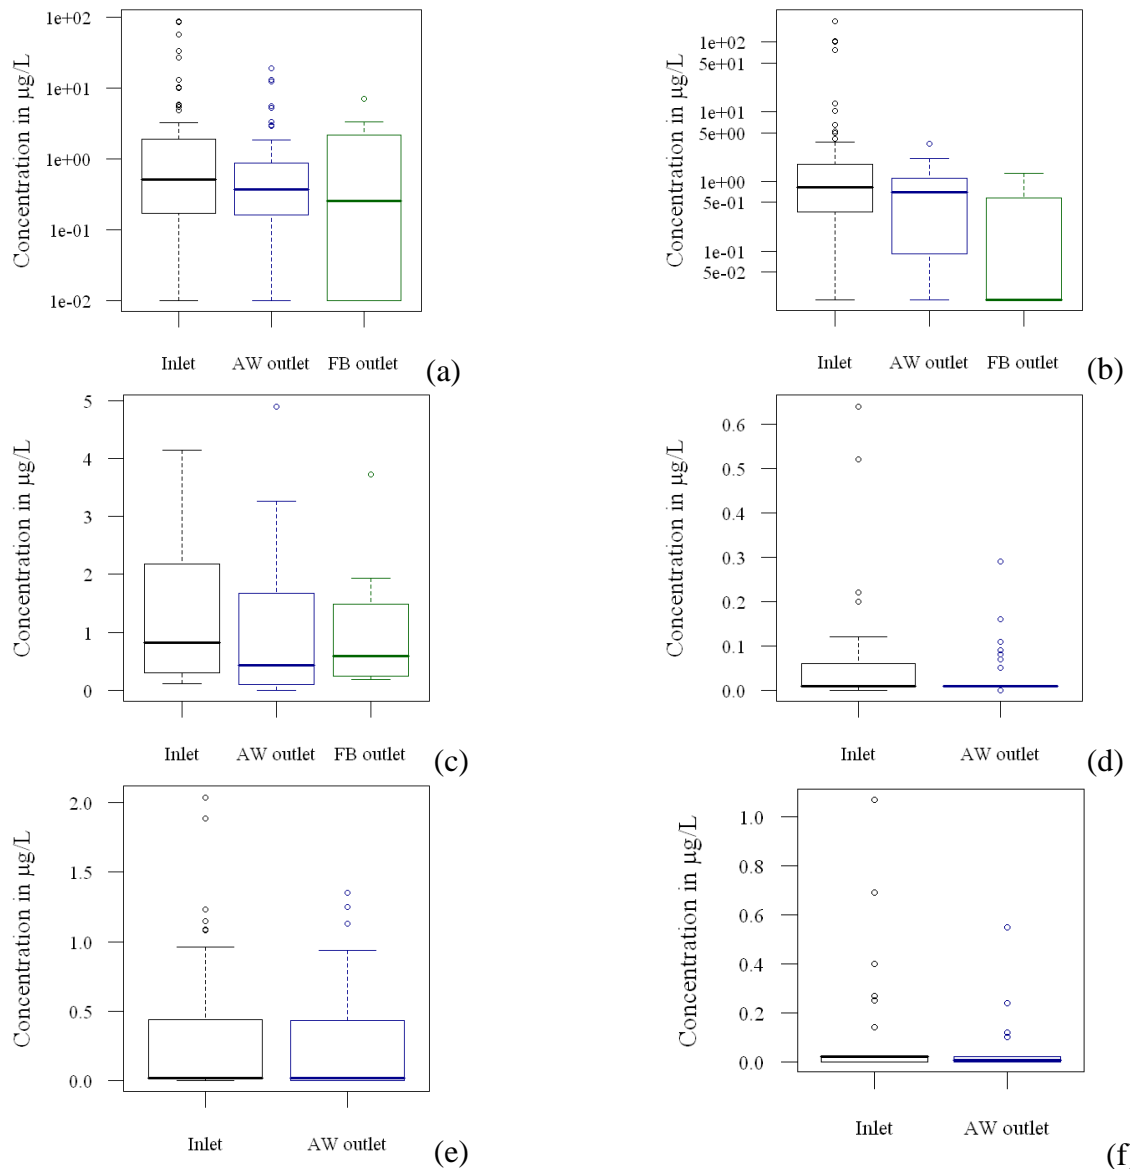 Concentration in µg/L
1e+02
1e+01
1e+00
1e-01
1e-02
Inlet AW outlet FB outlet
(a)
Concentration in µg/L
1e+02
5e+01
1e+01
5e+00
1e+00
5e-01
1e-01
5e-02
Inlet AW outlet FB outlet
(b)
Concentration in µg/L
5
4
3
2
1
0
Inlet AW outlet FB outlet
(c)
Concentration in µg/L
0.6
0.5
0.4
0.3
0.2
0.1
0.0
Inlet AW outlet
(d)
Concentration in µg/L
2.0
1.5
1.0
0.5
0.0
Inlet AW outlet
(e)
Concentration in µg/L
1.0
0.8
0.6
0.4
0.2
0.0
Inlet AW outlet
(f